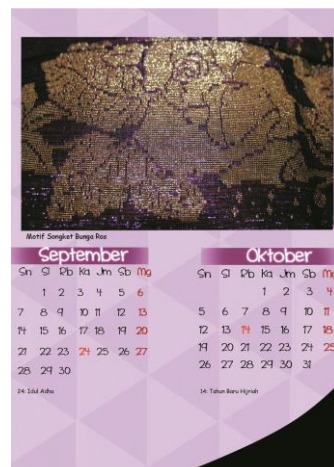 Motif Songket Bunga Ros
September
Sn Sl Rb Ka Jm Sb Mg
1 2 3 4 5 6
7 8 9 10 11 12 13
14 15 16 17 18 19 20
21 22 23 24 25 26 27
28 29 30
24: Idul Adha
Oktober
Sn Sl Rb Ka Jm Sb Mg
1 2 3 4
5 6 7 8 9 10 11
12 13 14 15 16 17 18
19 20 21 22 23 24 25
26 27 28 29 30 31
14: Tahun Baru Hijriah